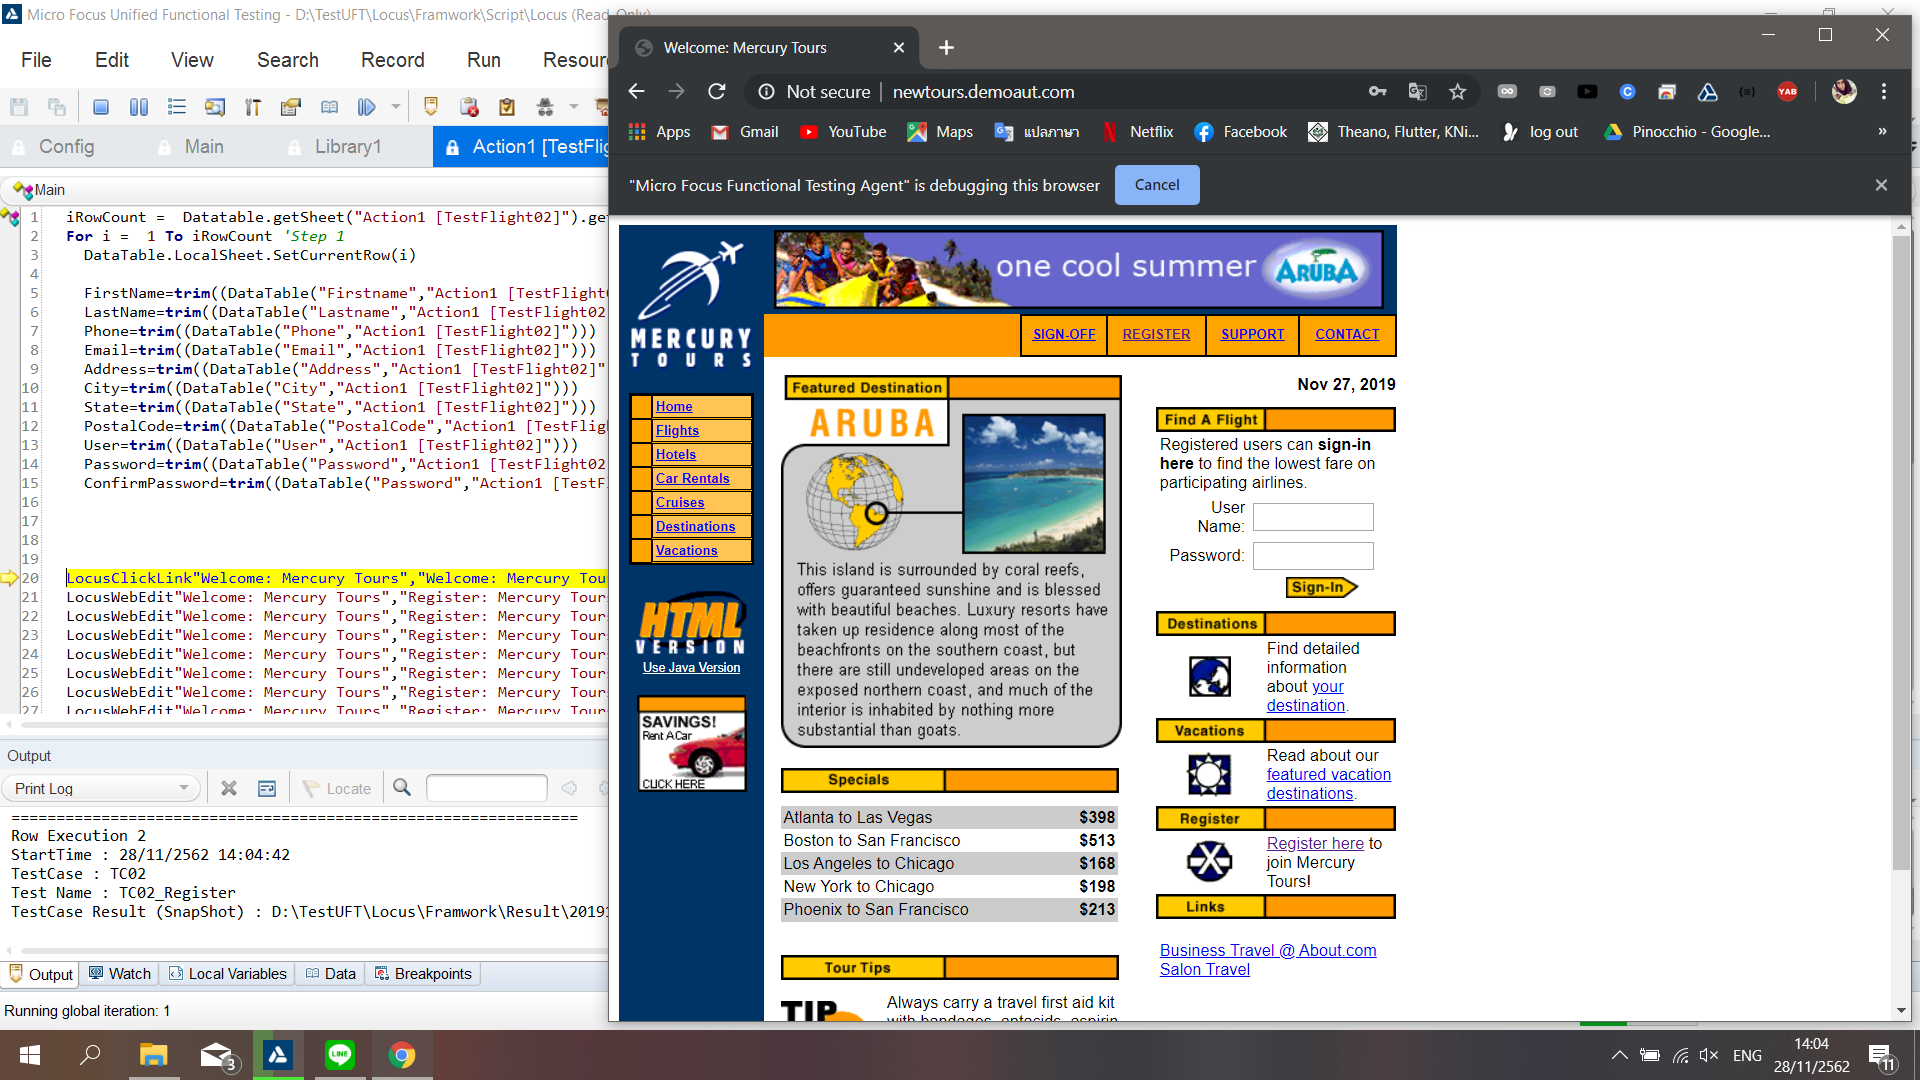 Micro Focus Unified Functional Testing - D:\TestUFT\Locus\Framwork\Script\Locus (Read-Only)
File Edit View Search Record Run
Config Main Library1 Action1 [TestFlig
Main
1 iRowCount = Datatable.getSheet("Action1 [TestFlight02]").get
2 For i = 1 To iRowCount 'Step 1
3 DataTable.LocalSheet.SetCurrentRow(i)
4
5 FirstName=trim((DataTable("Firstname","Action1 [TestFlight
6 LastName=trim((DataTable("Lastname","Action1 [TestFlight02
7 Phone=trim((DataTable("Phone","Action1 [TestFlight02]")))
8 Email=trim((DataTable("Email","Action1 [TestFlight02]")))
9 Address=trim((DataTable("Address","Action1 [TestFlight02]"
10 City=trim((DataTable("City","Action1 [TestFlight02]")))
11 State=trim((DataTable("State","Action1 [TestFlight02]")))
12 PostalCode=trim((DataTable("PostalCode","Action1 [TestFlig
13 User=trim((DataTable("User","Action1 [TestFlight02]")))
14 Password=trim((DataTable("Password","Action1 [TestFlight02
15 ConfirmPassword=trim((DataTable("Password","Action1 [TestF
16
17
18
19
20 LocusClickLink"Welcome: Mercury Tours","Welcome: Mercury Tou
21 LocusWebEdit"Welcome: Mercury Tours","Register: Mercury Tour
22 LocusWebEdit"Welcome: Mercury Tours","Register: Mercury Tour
23 LocusWebEdit"Welcome: Mercury Tours","Register: Mercury Tour
24 LocusWebEdit"Welcome: Mercury Tours","Register: Mercury Tour
25 LocusWebEdit"Welcome: Mercury Tours","Register: Mercury Tour
26 LocusWebEdit"Welcome: Mercury Tours","Register: Mercury Tour
27 LocusWebEdit"Welcome: Mercury Tours","Register: Mercury Tour
Output
Print Log Locate
==============================================================
Row Execution 2
StartTime : 28/11/2562 14:04:42
TestCase : TC02
Test Name : TC02_Register
TestCase Result (SnapShot) : D:\TestUFT\Locus\Framwork\Result\2019
Output Watch Local Variables Data Breakpoints
Running global iteration: 1
Welcome: Mercury Tours
Not secure newtours.demoaut.com
YAB
Apps Gmail YouTube Maps แปลภาษา Netflix Facebook Theano, Flutter, KNi... log out Pinocchio - Google... »
"Micro Focus Functional Testing Agent" is debugging this browser Cancel
MERCURY
TOURS
one cool summer ARUBA
SIGN-OFF REGISTER SUPPORT CONTACT
Home
Flights
Hotels
Car Rentals
Cruises
Destinations
Vacations
HTML
VERSION
Use Java Version
SAVINGS!
Rent A Car
CLICK HERE
Featured Destination
ARUBA
This island is surrounded by coral reefs,
offers guaranteed sunshine and is blessed
with beautiful beaches. Luxury resorts have
taken up residence along most of the
beachfronts on the southern coast, but
there are still undeveloped areas on the
exposed northern coast, and much of the
interior is inhabited by nothing more
substantial than goats.
Specials
Atlanta to Las Vegas $398
Boston to San Francisco $513
Los Angeles to Chicago $168
New York to Chicago $198
Phoenix to San Francisco $213
Tour Tips
TIP
Always carry a travel first aid kit
with bandages, antacids, aspirin
Nov 27, 2019
Find A Flight
Registered users can sign-in
here to find the lowest fare on
participating airlines.
User
Name:
Password:
Sign-In
Destinations
Find detailed
information
about your
destination.
Vacations
Read about our
featured vacation
destinations.
Register
Register here to
join Mercury
Tours!
Links
Business Travel @ About.com
Salon Travel
3
LINE
ENG
14:04
28/11/2562
11